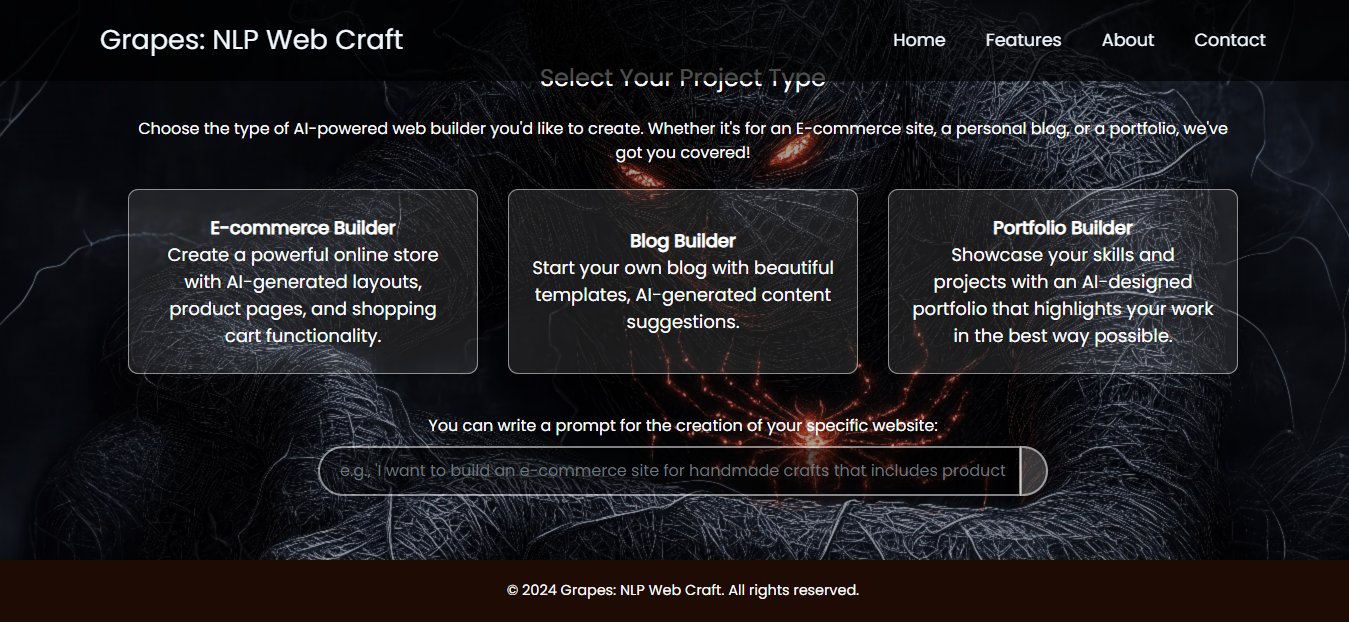 Grapes: NLP Web Craft
Home Features About Contact
Select Your Project Type
Choose the type of AI-powered web builder you'd like to create. Whether it's for an E-commerce site, a personal blog, or a portfolio, we've
got you covered!
E-commerce Builder
Create a powerful online store
with AI-generated layouts,
product pages, and shopping
cart functionality.
Blog Builder
Start your own blog with beautiful
templates, AI-generated content
suggestions.
Portfolio Builder
Showcase your skills and
projects with an AI-designed
portfolio that highlights your work
in the best way possible.
You can write a prompt for the creation of your specific website:
e.g., 'I want to build an e-commerce site for handmade crafts that includes product
© 2024 Grapes: NLP Web Craft. All rights reserved.